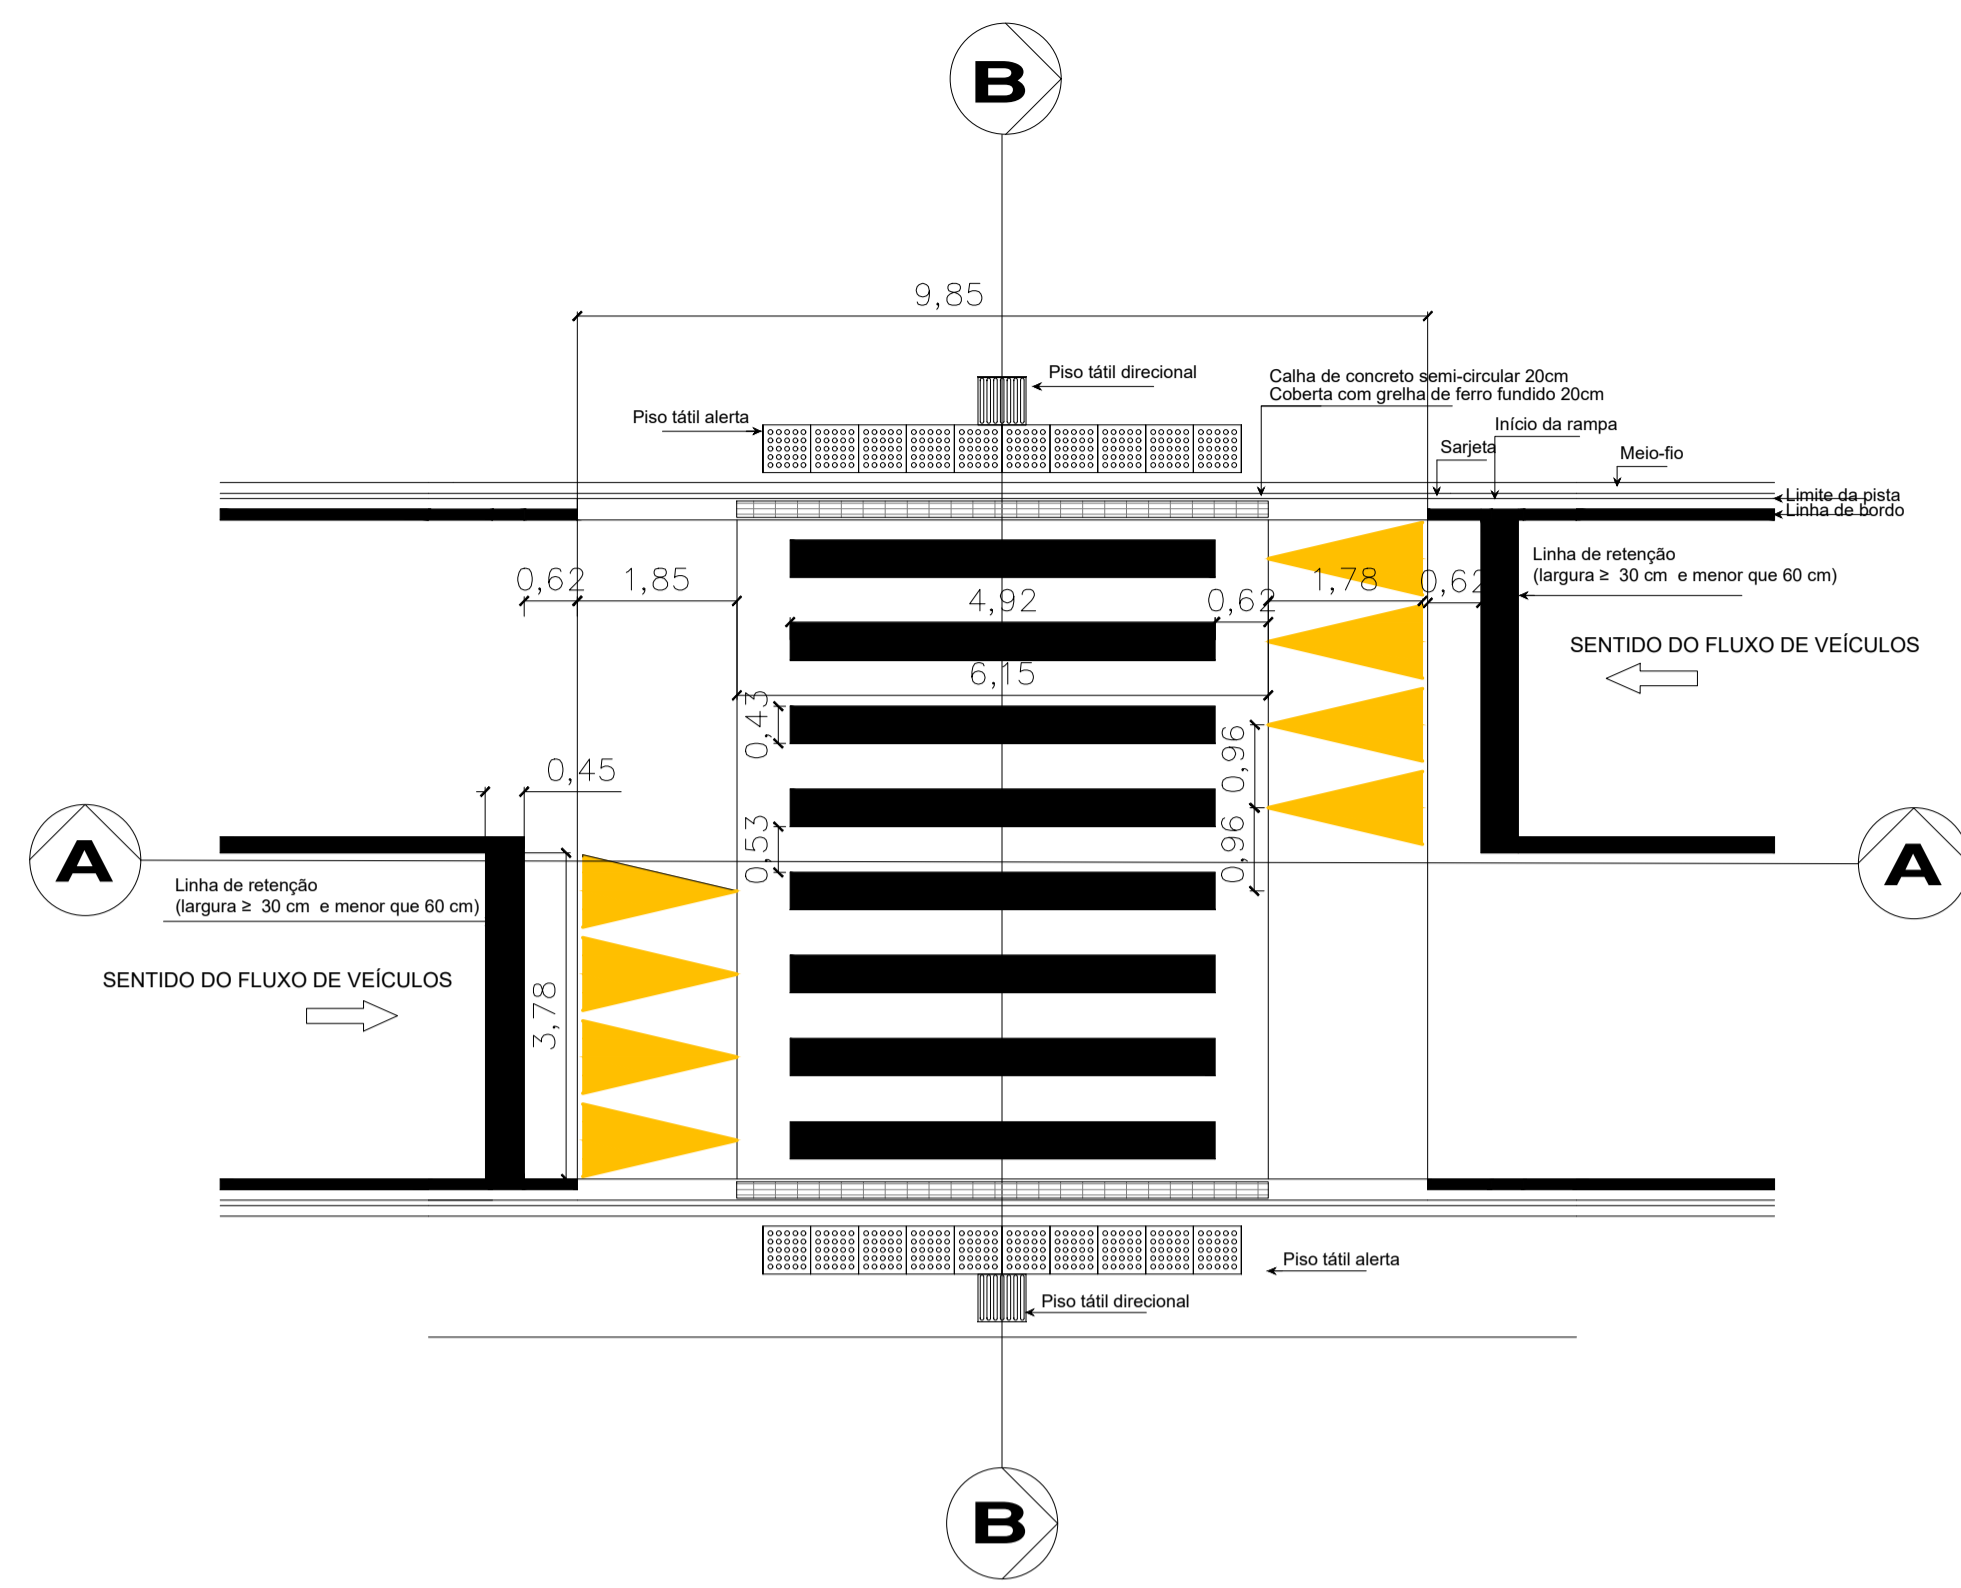 B
9,85
Piso tátil direcional
Calha de concreto semi-circular 20cm
Coberta com grelha de ferro fundido 20cm
Piso tátil alerta
Início da rampa
Sarjeta
Meio-fio
Limite da pista
Linha de bordo
Linha de retenção
(largura ≥ 30 cm e menor que 60 cm)
0,62
1,85
4,92
0,62
1,78
0,62
SENTIDO DO FLUXO DE VEÍCULOS
6,15
0,43
0,96
0,45
0,53
0,96
A
A
Linha de retenção
(largura ≥ 30 cm e menor que 60 cm)
SENTIDO DO FLUXO DE VEÍCULOS
3,78
Piso tátil alerta
Piso tátil direcional
B